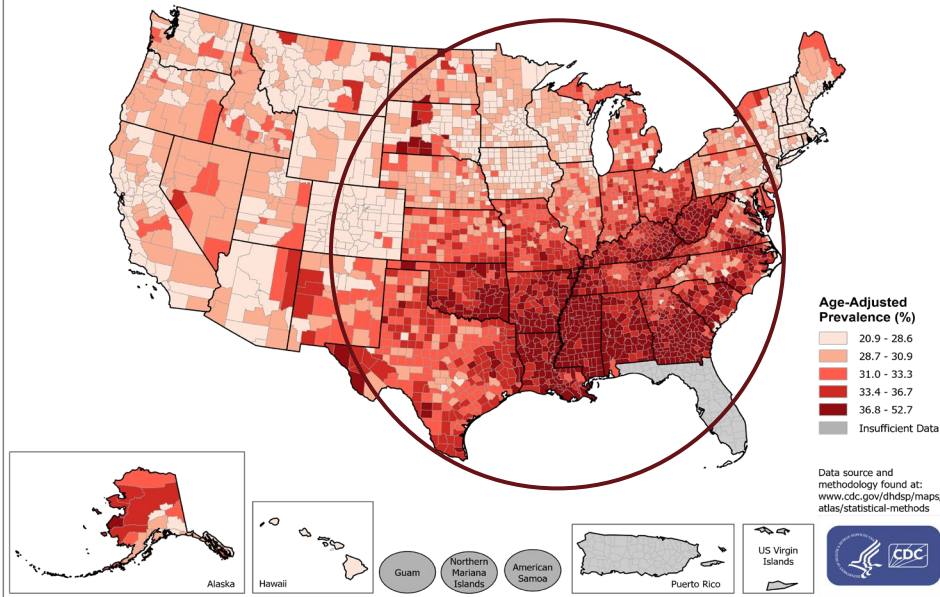 Age-Adjusted
Prevalence (%)
20.9 - 28.6
28.7 - 30.9
31.0 - 33.3
33.4 - 36.7
36.8 - 52.7
Insufficient Data
Data source and
methodology found at:
www.cdc.gov/dhdsp/maps/
atlas/statistical-methods
Alaska
Hawaii
Guam
Northern
Mariana
Islands
American
Samoa
Puerto Rico
US Virgin
Islands
CDC